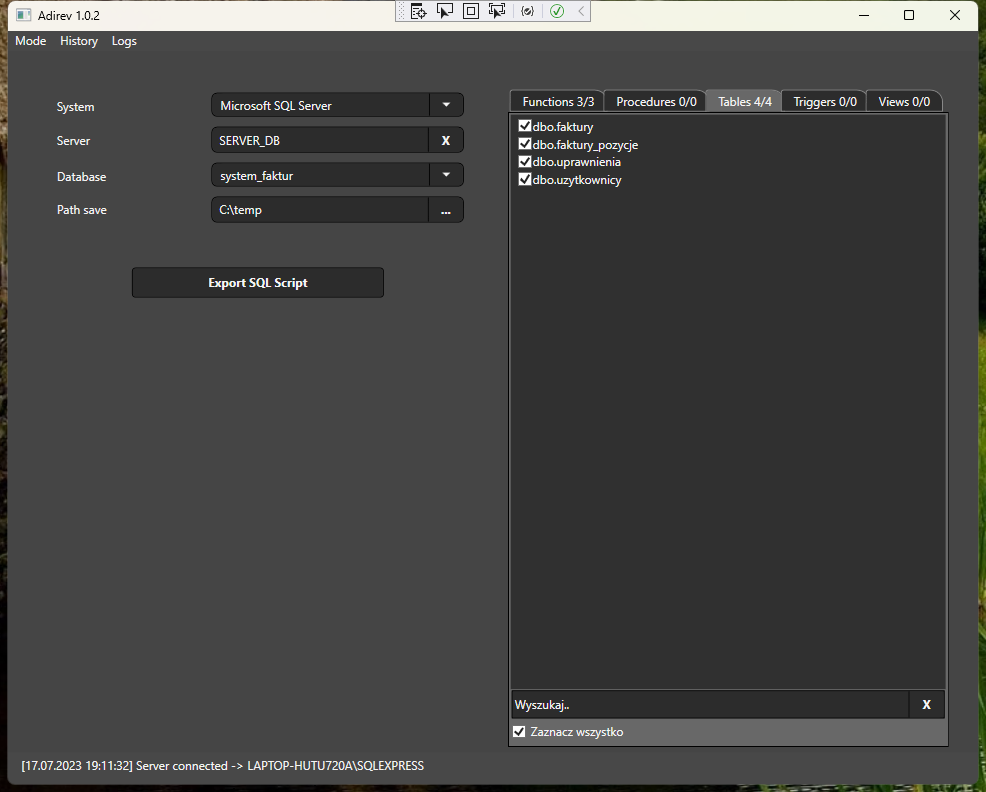 Adirev 1.0.2
Mode History Logs
System Microsoft SQL Server
Server SERVER_DB X
Database system_faktur
Path save C:\temp ...
Export SQL Script
Functions 3/3 Procedures 0/0 Tables 4/4 Triggers 0/0 Views 0/0
dbo.faktury
dbo.faktury_pozycje
dbo.uprawnienia
dbo.uzytkownicy
Wyszukaj.. X
Zaznacz wszystko
[17.07.2023 19:11:32] Server connected -> LAPTOP-HUTU720A\SQLEXPRESS